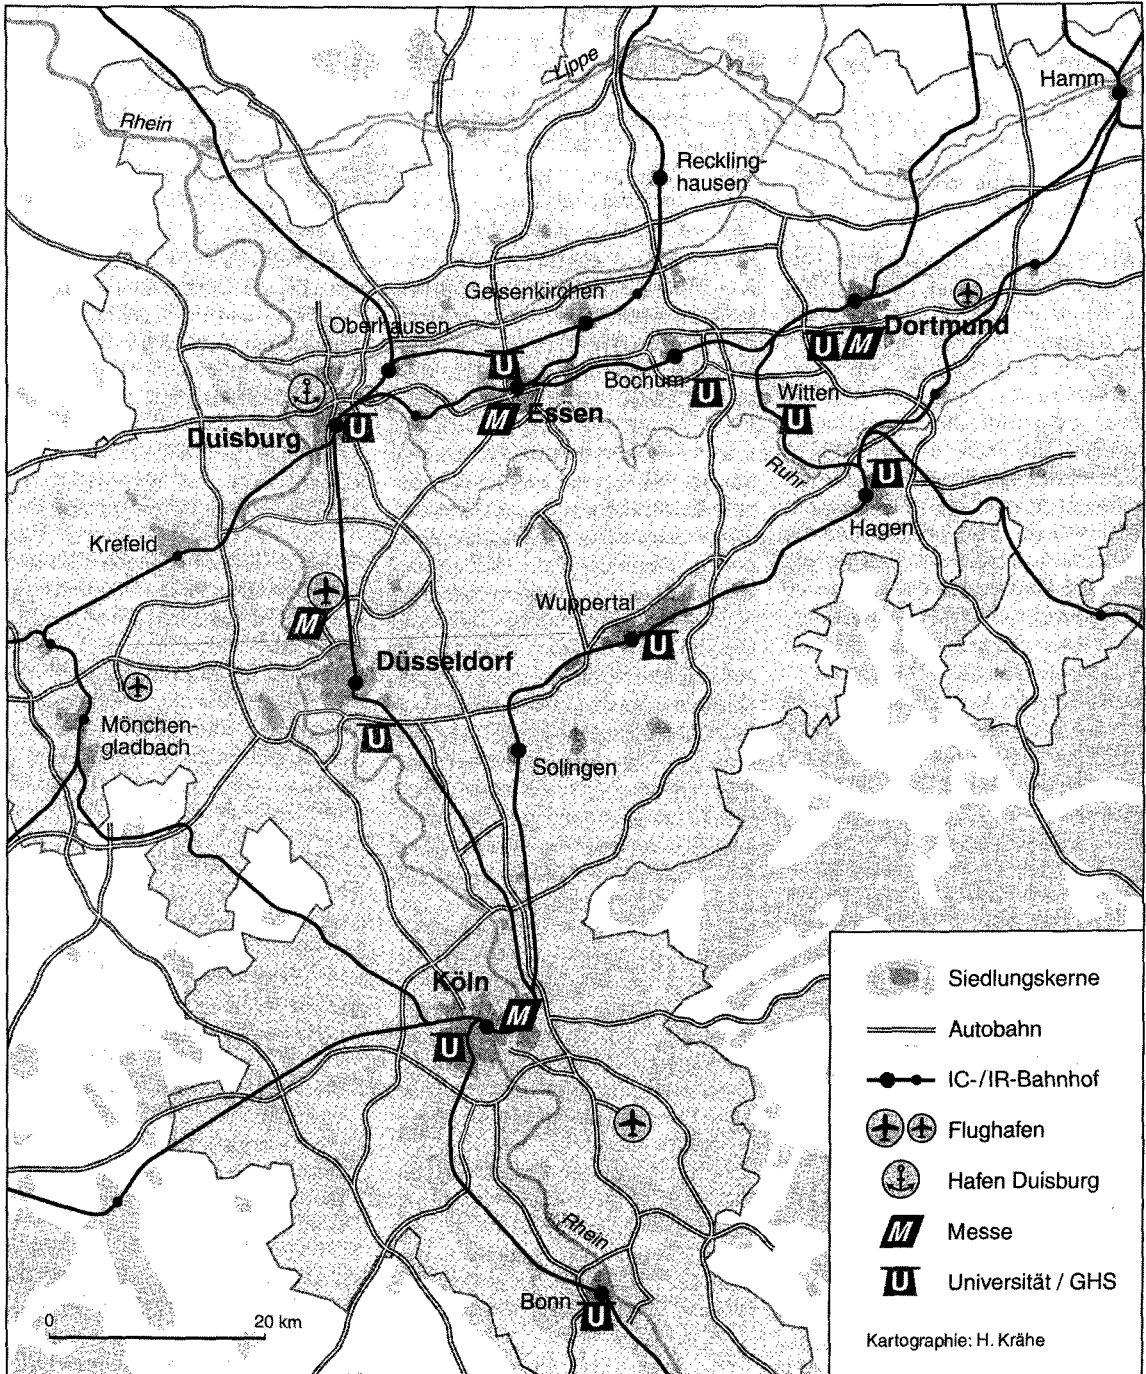 Lippe
Hamm
Rhein
Reckling-
hausen
Gelsenkirchen
Oberhausen
U
Dortmund
U
M
Bochum
Witten
U
U
M
Essen
Duisburg
U
Ruhr
U
Hagen
Krefeld
Wuppertal
M
U
Düsseldorf
Mönchen-
gladbach
U
Solingen
Köln
M
U
Rhein
Bonn
U
0 20 km
Siedlungskerne
Autobahn
IC-/IR-Bahnhof
Flughafen
Hafen Duisburg
M Messe
U Universität / GHS
Kartographie: H. Krähe